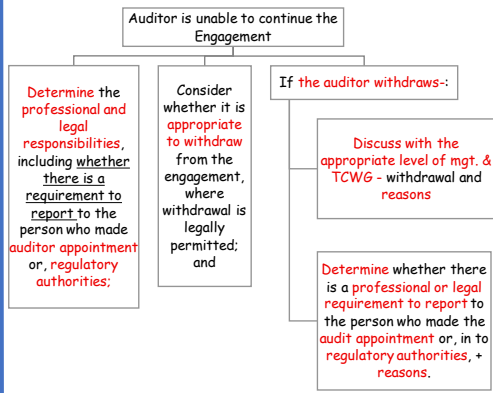 Auditor is unable to continue the
Engagement
Determine the
professional and
legal
responsibilities,
including whether
there is a
requirement to
report to the
person who made
auditor appointment
or, regulatory
authorities;
Consider
whether it is
appropriate
to withdraw
from the
engagement,
where
withdrawal is
legally
permitted;
and
If the auditor withdraws-:
Discuss with the
appropriate level of mgt. &
TCWG - withdrawal and
reasons
Determine whether there
is a professional or legal
requirement to report to
the person who made the
audit appointment or, in to
regulatory authorities, +
reasons.